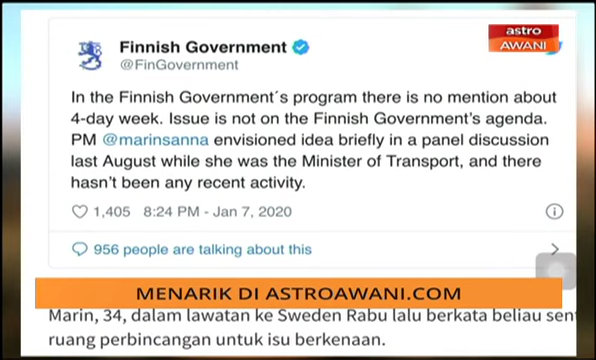 astro
AWANI
Finnish Government
@FinGovernment
In the Finnish Government´s program there is no mention about
4-day week. Issue is not on the Finnish Government's agenda.
PM @marinsanna envisioned idea briefly in a panel discussion
last August while she was the Minister of Transport, and there
hasn't been any recent activity.
1,405 8:24 PM - Jan 7, 2020
956 people are talking about this
MENARIK DI ASTROAWANI.COM
Marin, 34, dalam lawatan ke Sweden Rabu lalu berkata beliau sent
ruang perbincangan untuk isu berkenaan.